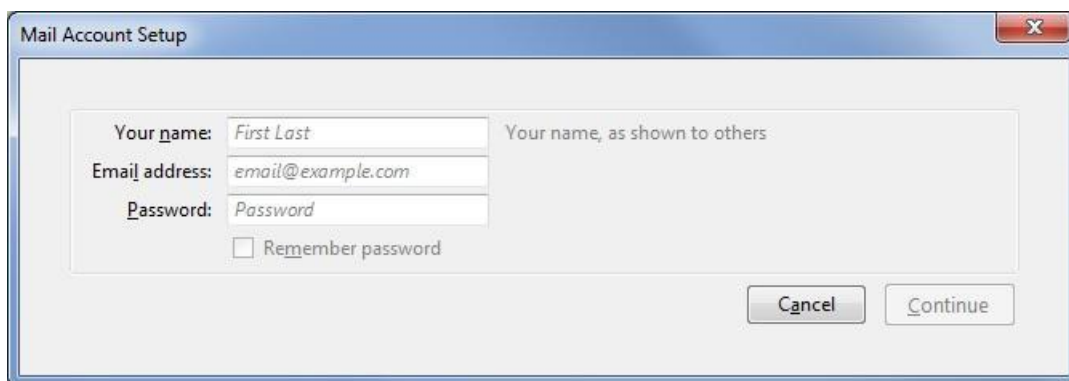 Mail Account Setup
Your name: First Last Your name, as shown to others
Email address: email@example.com
Password: Password
Remember password
Cancel Continue